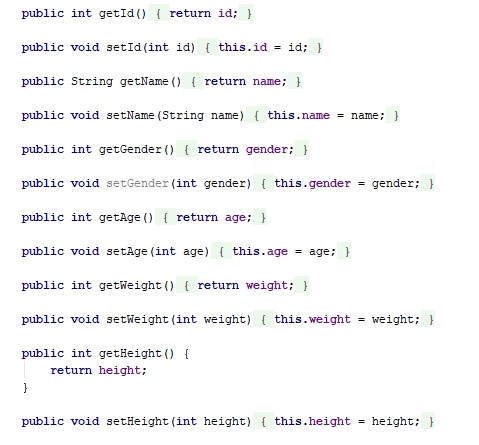 public int getId() { return id; }
public void setId(int id) { this.id = id; }
public String getName() { return name; }
public void setName(String name) { this.name = name; }
public int getGender() { return gender; }
public void setGender(int gender) { this.gender = gender; }
public int getAge() { return age; }
public void setAge(int age) { this.age = age; }
public int getWeight() { return weight; }
public void setWeight(int weight) { this.weight = weight; }
public int getHeight() {
    return height;
}
public void setHeight(int height) { this.height = height; }